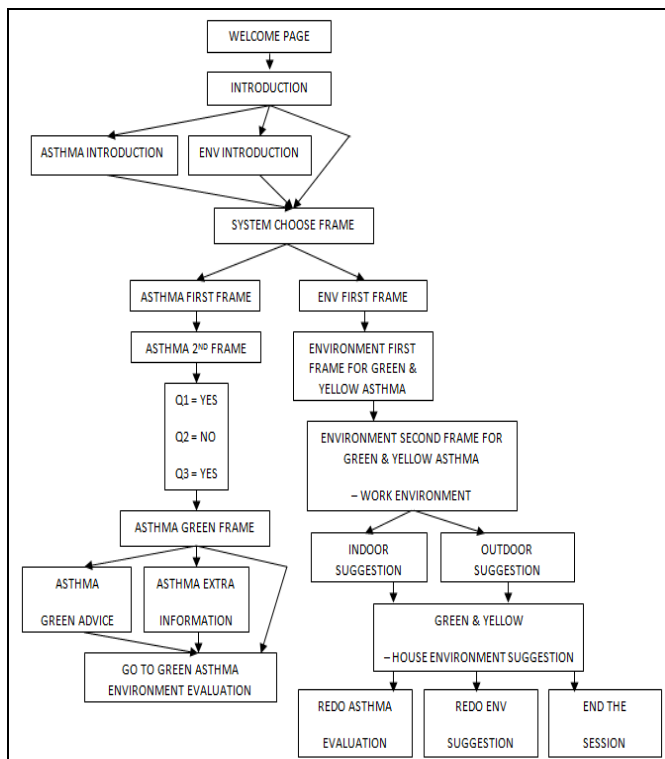 WELCOME PAGE
INTRODUCTION
ASTHMA INTRODUCTION
ENV INTRODUCTION
SYSTEM CHOOSE FRAME
ASTHMA FIRST FRAME
ENV FIRST FRAME
ASTHMA 2ND FRAME
ENVIRONMENT FIRST
FRAME FOR GREEN &
YELLOW ASTHMA
Q1 = YES
Q2 = NO
Q3 = YES
ENVIRONMENT SECOND FRAME FOR
GREEN & YELLOW ASTHMA
– WORK ENVIRONMENT
ASTHMA GREEN FRAME
INDOOR
SUGGESTION
OUTDOOR
SUGGESTION
ASTHMA
GREEN ADVICE
ASTHMA EXTRA
INFORMATION
GREEN & YELLOW
–HOUSE ENVIRONMENT SUGGESTION
GO TO GREEN ASTHMA
ENVIRONMENT EVALUATION
REDO ASTHMA
EVALUATION
REDO ENV
SUGGESTION
END THE
SESSION